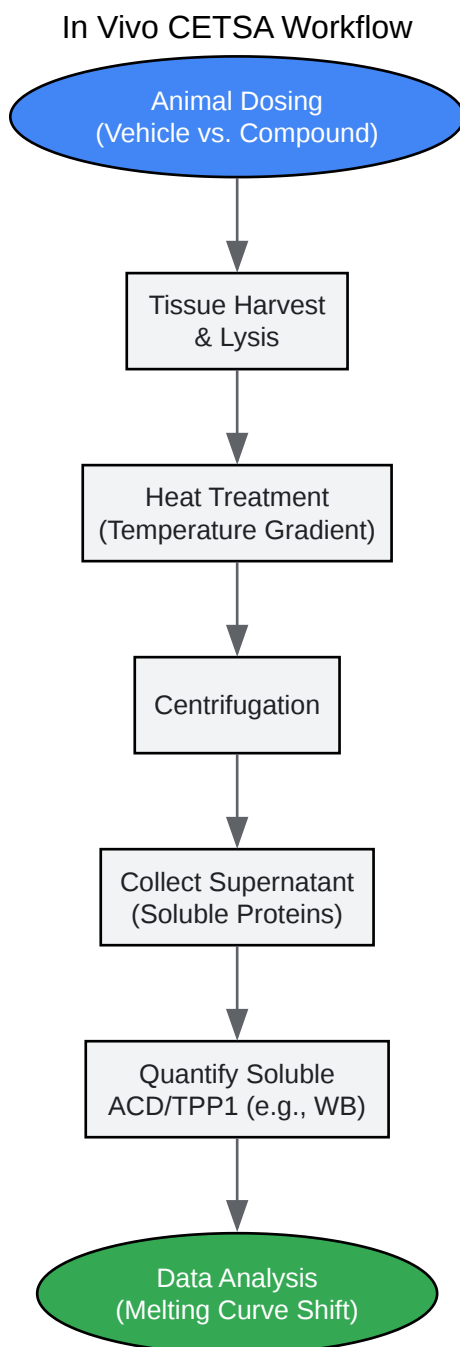 In Vivo CETSA Workflow
Animal Dosing
(Vehicle vs. Compound)
Tissue Harvest
& Lysis
Heat Treatment
(Temperature Gradient)
Centrifugation
Collect Supernatant
(Soluble Proteins)
Quantify Soluble
ACD/TPP1 (e.g., WB)
Data Analysis
(Melting Curve Shift)